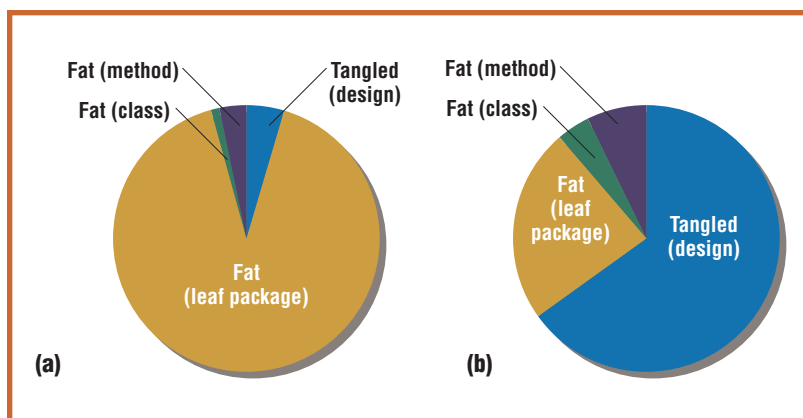 Fat (method)
Fat (class)
Tangled
(design)
Fat
(leaf package)
(a)
Fat (method)
Fat (class)
Fat
(leaf
package)
Tangled
(design)
(b)